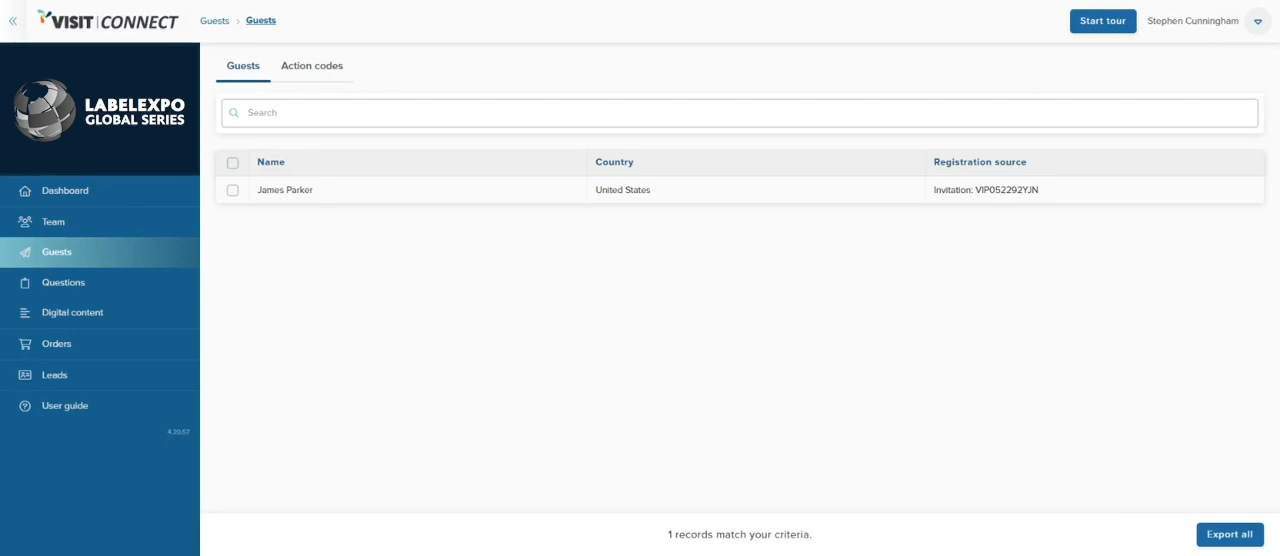 VISIT | CONNECT
Guests > Guests
Start tour
Stephen Cunningham
LABELEXPO
GLOBAL SERIES
Dashboard
Team
Guests
Questions
Digital content
Orders
Leads
User guide
4.20.57
Guests Action codes
Search
Name Country Registration source
James Parker United States Invitation: VIP052292YJN
1 records match your criteria.
Export all